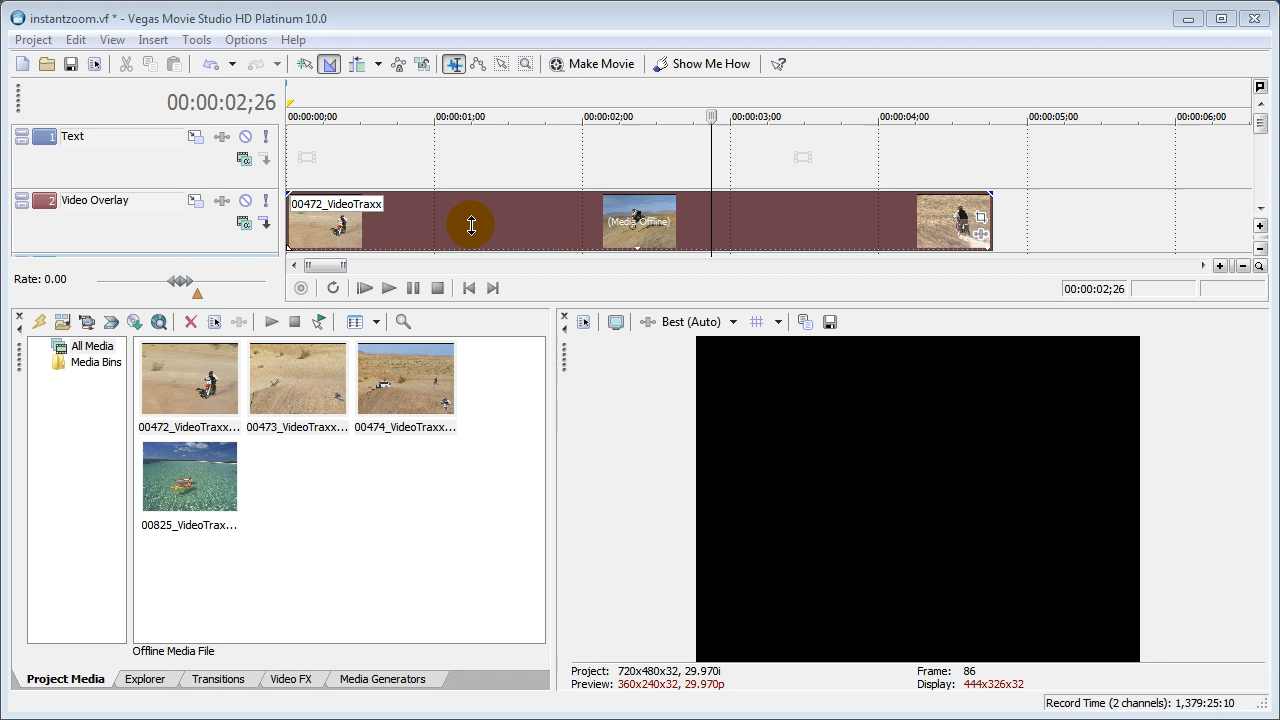 instantzoom.vf * - Vegas Movie Studio HD Platinum 10.0
Project Edit View Insert Tools Options Help
Make Movie Show Me How
00:00:02;26
00:00:00;00 00:00:01;00 00:00:02;00 00:00:03;00 00:00:04;00 00:00:05;00 00:00:06;00
1 Text
2 Video Overlay
00472_VideoTraxx
(Media Offline)
Rate: 0.00
00:00:02;26
All Media
Media Bins
Best (Auto)
00472_VideoTraxx... 00473_VideoTraxx... 00474_VideoTraxx...
00825_VideoTrax...
Offline Media File
Project Media Explorer Transitions Video FX Media Generators
Project: 720x480x32, 29.970i Frame: 86
Preview: 360x240x32, 29.970p Display: 444x326x32
Record Time (2 channels): 1,379:25:10